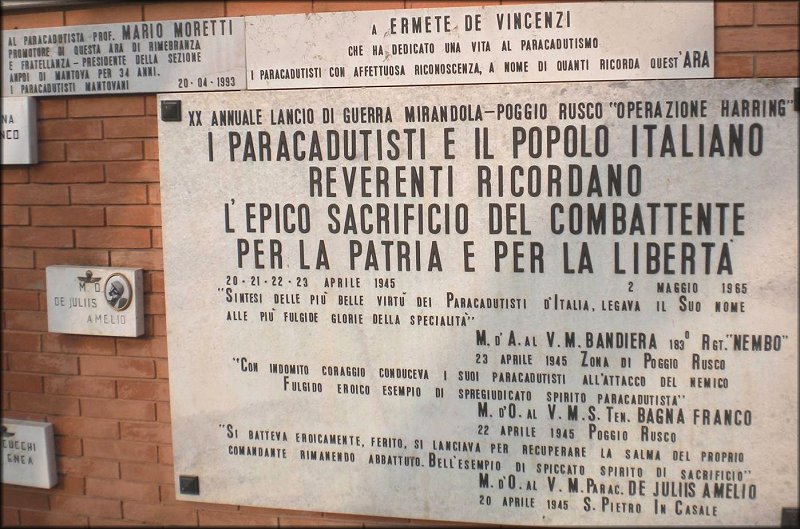 AL PARACADUTISTA PROF. MARIO MORETTI
PROMOTORE DI QUESTA ARA DI RIMEBRANZA
E FRATELLANZA - PRESIDENTE DELLA SEZIONE
ANPDI DI MANTOVA PER 34 ANNI.
I PARACADUTISTI MANTOVANI 20-04-1993
A ERMETE DE VINCENZI
CHE HA DEDICATO UNA VITA AL PARACADUTISMO
I PARACADUTISTI CON AFFETTUOSA RICONOSCENZA, A NOME DI QUANTI RICORDA QUEST'ARA
NA
NCO
M O
DE JULIIS
AMELIO
CUCCHI
GNEA
XX ANNUALE LANCIO DI GUERRA MIRANDOLA-POGGIO RUSCO "OPERAZIONE HARRING"
I PARACADUTISTI E IL POPOLO ITALIANO
REVERENTI RICORDANO
L'EPICO SACRIFICIO DEL COMBATTENTE
PER LA PATRIA E PER LA LIBERTÀ
20-21-22-23 APRILE 1945 2 MAGGIO 1965
"SINTESI DELLE PIÙ BELLE VIRTÙ DEI PARACADUTISTI D'ITALIA, LEGAVA IL SUO NOME
ALLE PIÙ FULGIDE GLORIE DELLA SPECIALITÀ"
M. D'A. AL V. M. BANDIERA 183° RGT. "NEMBO"
23 APRILE 1945 ZONA DI POGGIO RUSCO
"CON INDOMITO CORAGGIO CONDUCEVA I SUOI PARACADUTISTI ALL'ATTACCO DEL NEMICO
FULGIDO EROICO ESEMPIO DI SPREGIUDICATO SPIRITO PARACADUTISTA"
M. D'O. AL V. M. S. TEN. BAGNA FRANCO
22 APRILE 1945 POGGIO RUSCO
"SI BATTEVA EROICAMENTE, FERITO, SI LANCIAVA PER RECUPERARE LA SALMA DEL PROPRIO
COMANDANTE RIMANENDO ABBATTUTO. BELL'ESEMPIO DI SPICCATO SPIRITO DI SACRIFICIO"
M. D'O. AL V. M. PARAC. DE JULIIS AMELIO
20 APRILE 1945 S. PIETRO IN CASALE